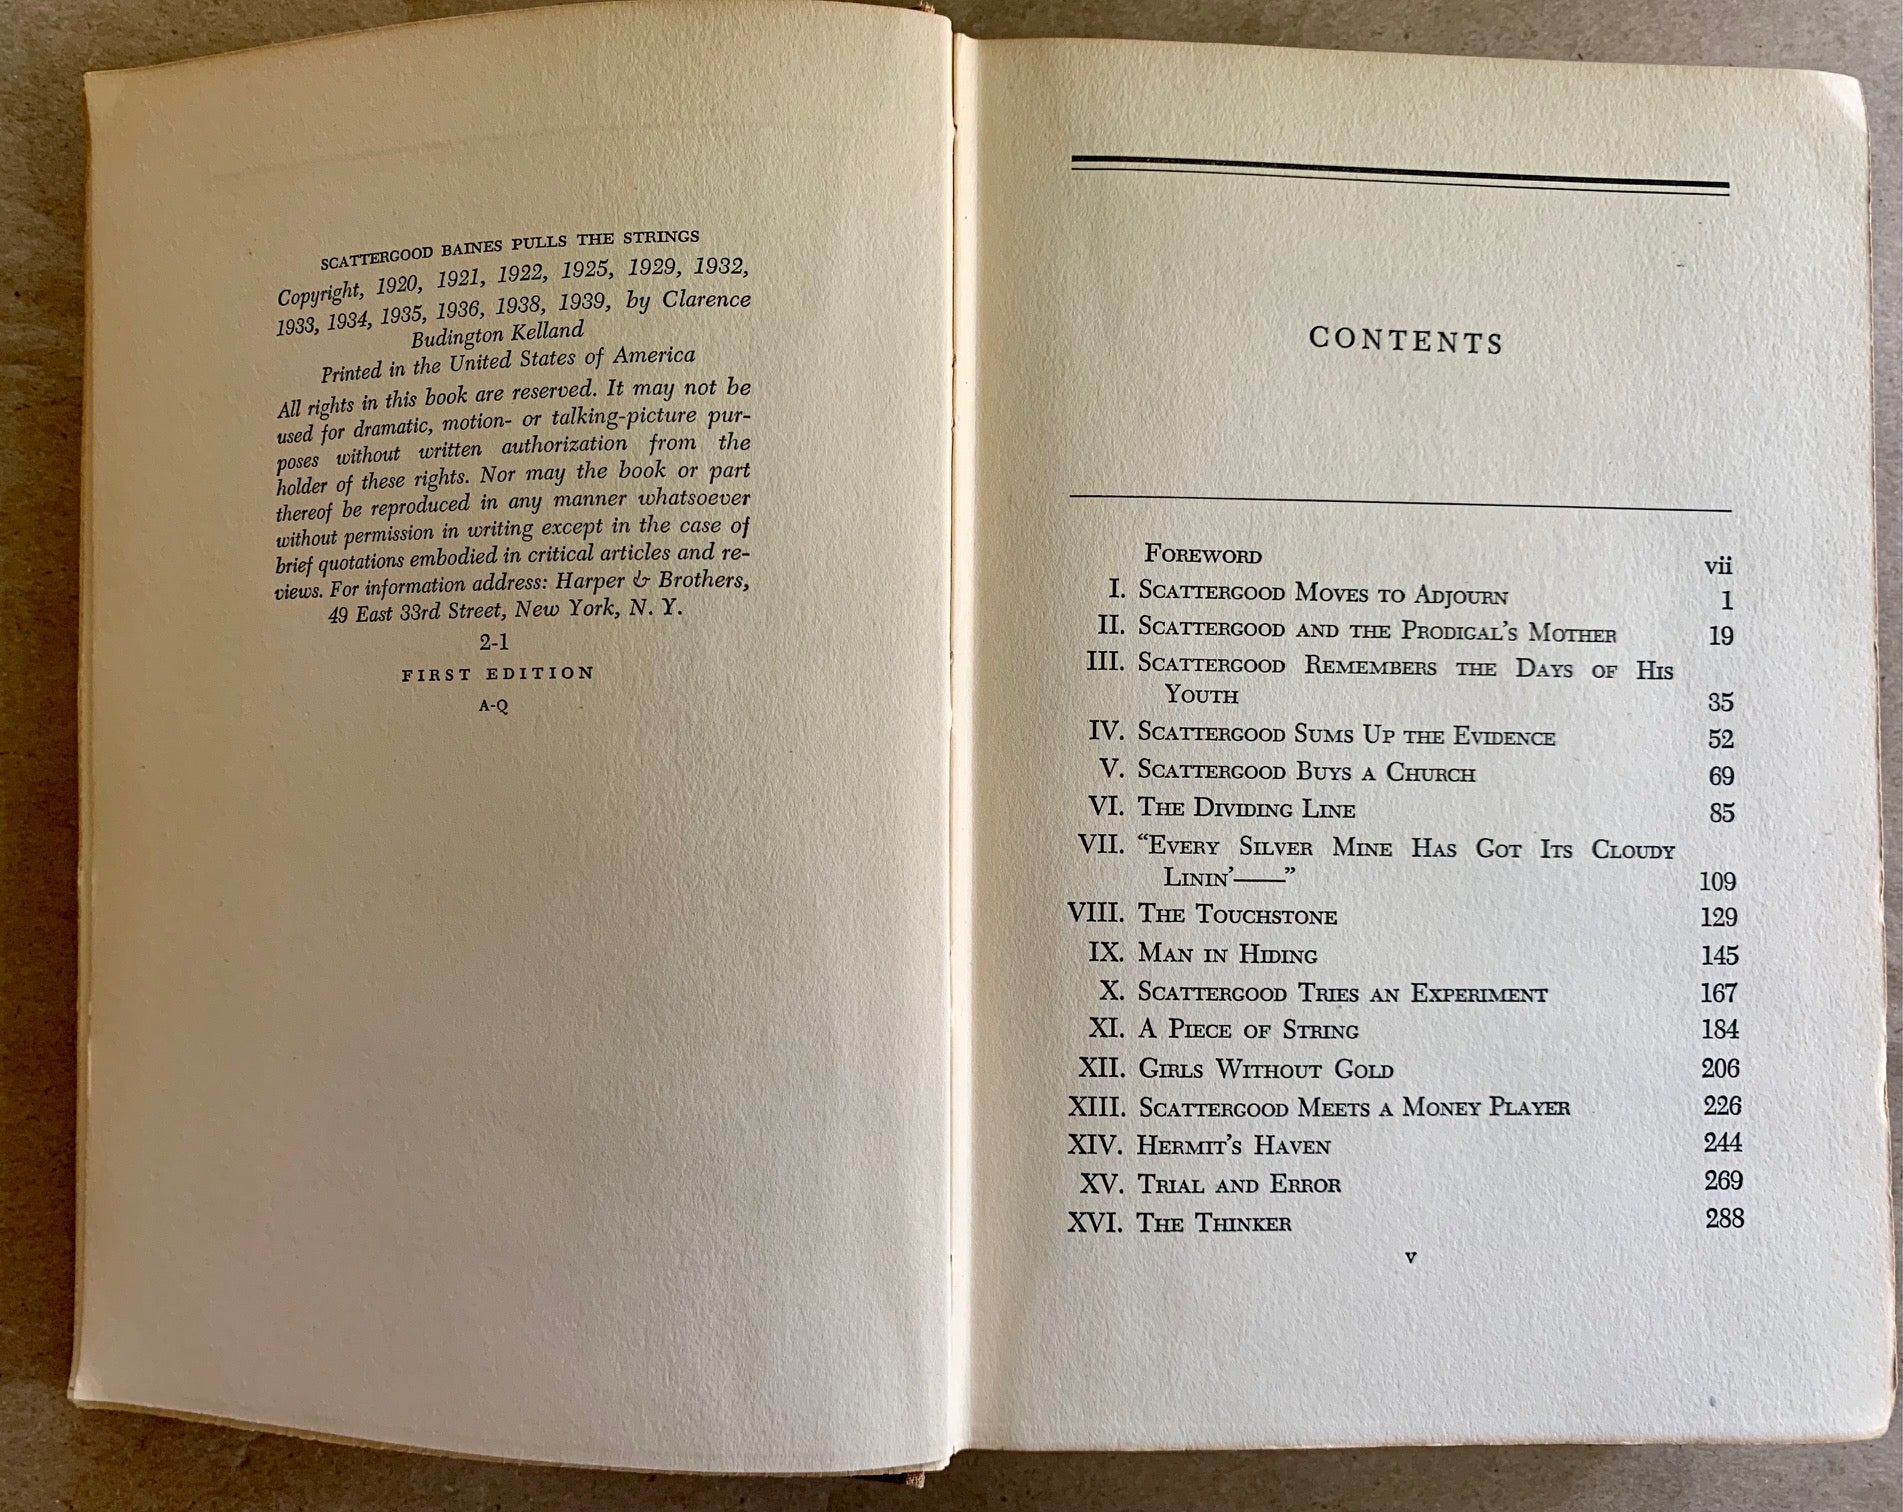 SCATTERGOOD BAINES PULLS THE STRINGS
Copyright, 1920, 1921, 1922, 1925, 1929, 1932,
1933, 1934, 1935, 1936, 1938, 1939, by Clarence
Budington Kelland
Printed in the United States of America
All rights in this book are reserved. It may not be
used for dramatic, motion- or talking-picture pur-
poses without written authorization from the
holder of these rights. Nor may the book or part
thereof be reproduced in any manner whatsoever
without permission in writing except in the case of
brief quotations embodied in critical articles and re-
views. For information address: Harper & Brothers,
49 East 33rd Street, New York, N. Y.
2-1
FIRST EDITION
A-Q
CONTENTS
Foreword vii
I. Scattergood Moves to Adjourn 1
II. Scattergood and the Prodigal's Mother 19
III. Scattergood Remembers the Days of His
Youth 35
IV. Scattergood Sums Up the Evidence 52
V. Scattergood Buys a Church 69
VI. The Dividing Line 85
VII. “Every Silver Mine Has Got Its Cloudy
Linin'——” 109
VIII. The Touchstone 129
IX. Man in Hiding 145
X. Scattergood Tries an Experiment 167
XI. A Piece of String 184
XII. Girls Without Gold 206
XIII. Scattergood Meets a Money Player 226
XIV. Hermit's Haven 244
XV. Trial and Error 269
XVI. The Thinker 288
v